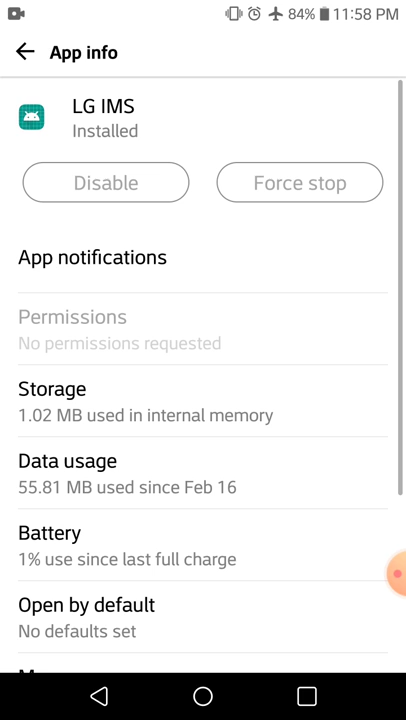 84% 11:58 PM
App info
LG IMS
Installed
Disable
Force stop
App notifications
Permissions
No permissions requested
Storage
1.02 MB used in internal memory
Data usage
55.81 MB used since Feb 16
Battery
1% use since last full charge
Open by default
No defaults set